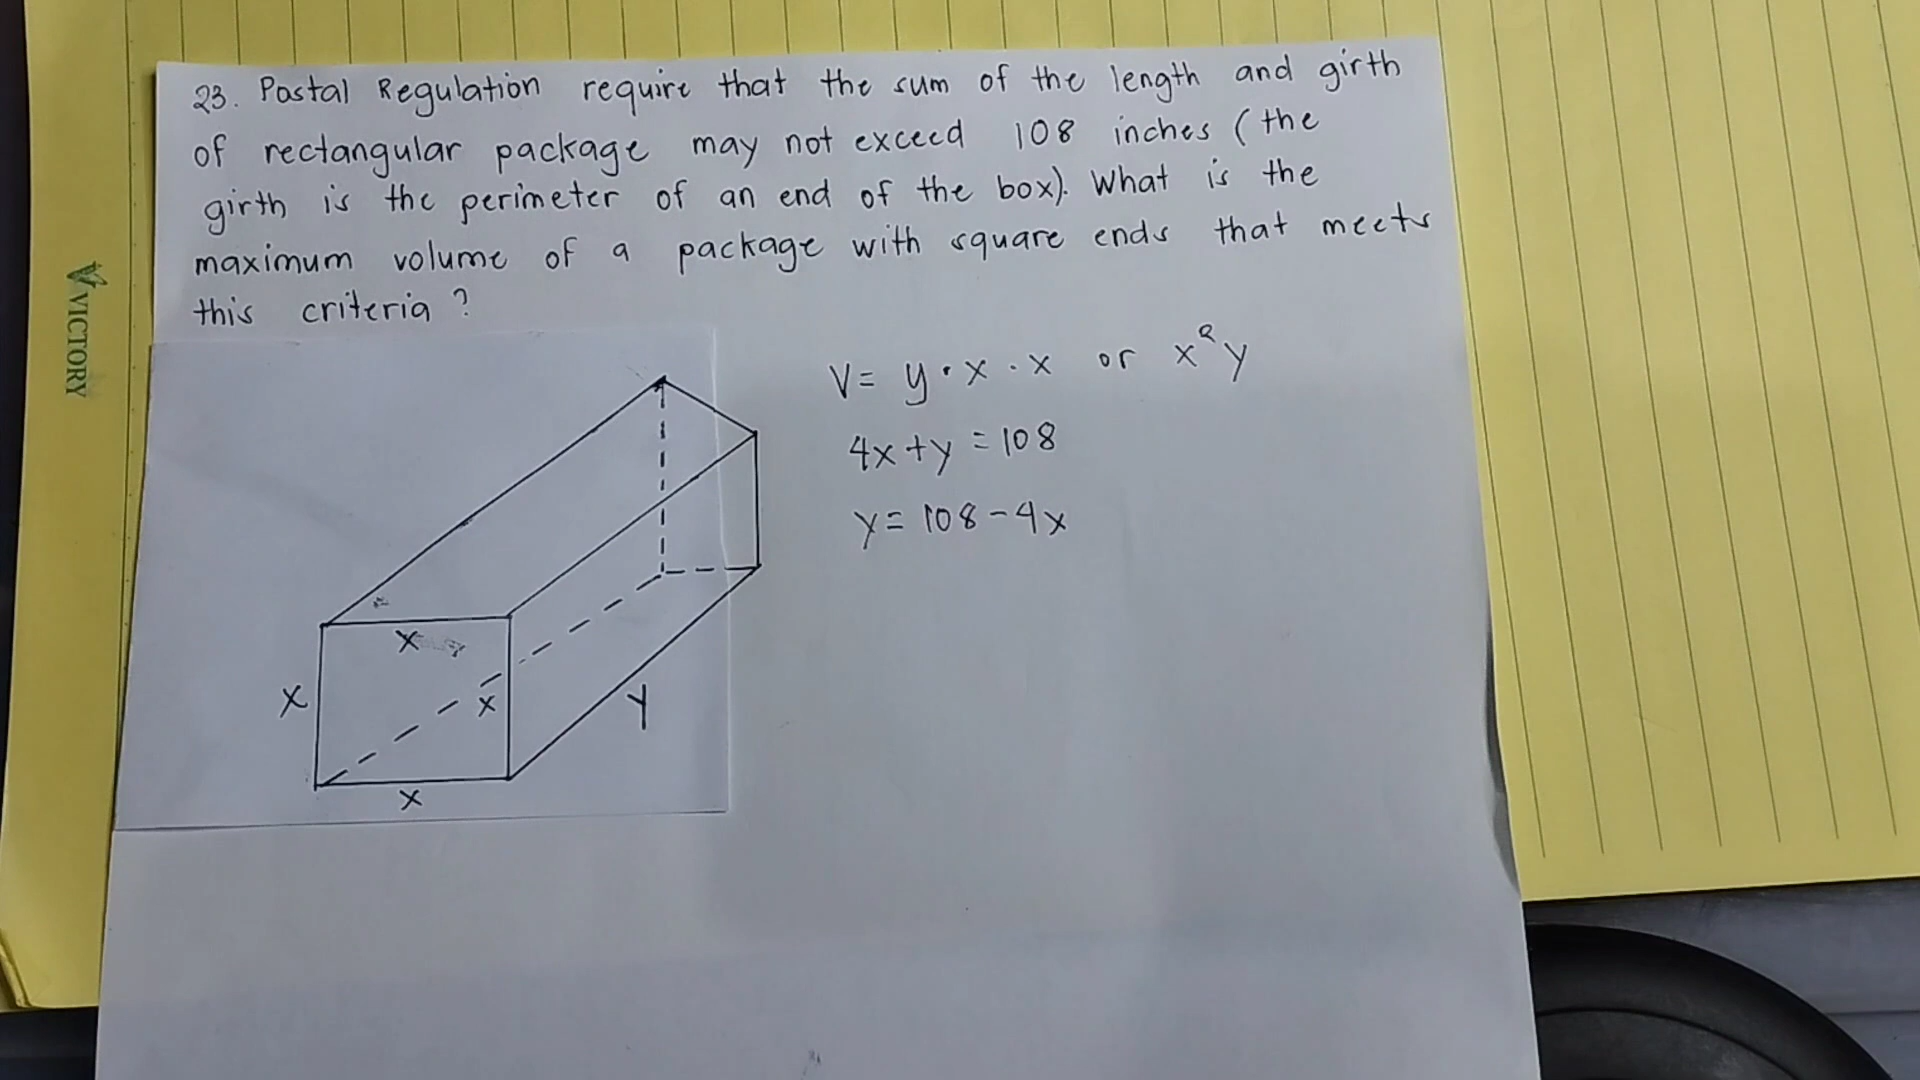 VICTORY
23. Postal Regulation require that the sum of the length and girth
of rectangular package may not exceed 108 inches (the
girth is the perimeter of an end of the box). What is the
maximum volume of a package with square ends that meets
this criteria?
V= y·x·x or x²y
4x+y=108
y=108-4x
x
x
x
y
x